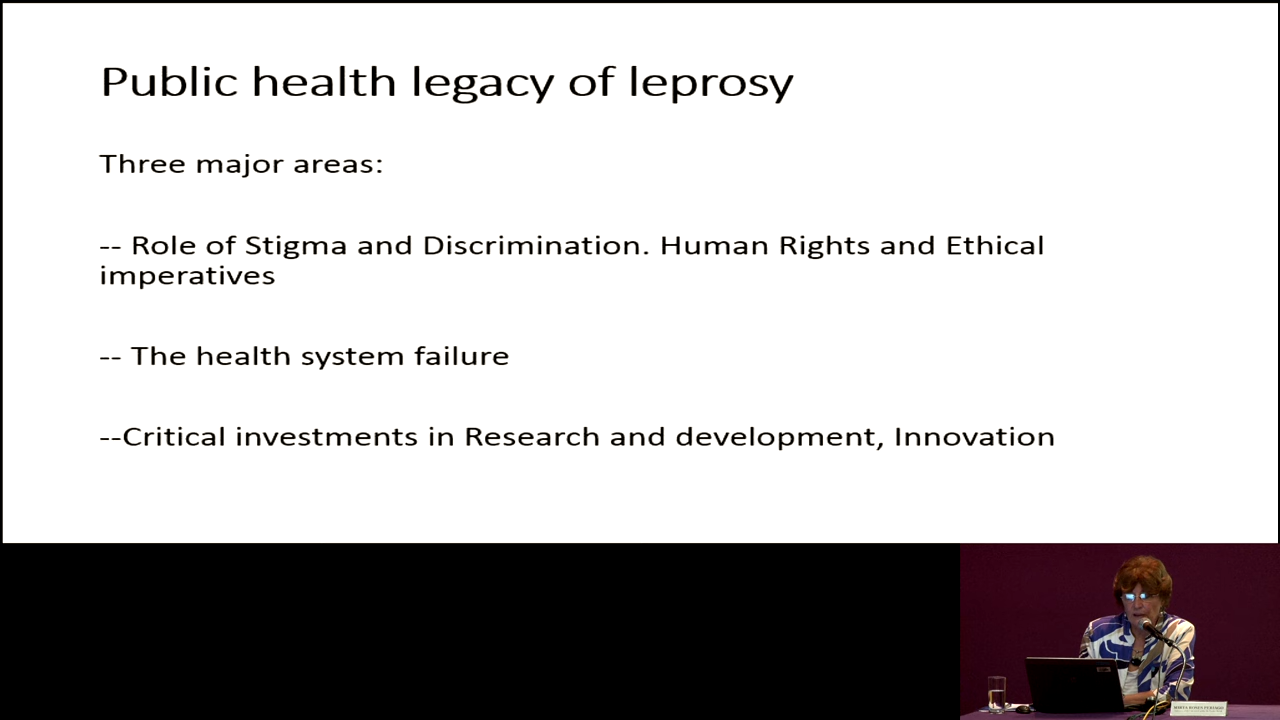 Public health legacy of leprosy
Three major areas:
-- Role of Stigma and Discrimination. Human Rights and Ethical
imperatives
-- The health system failure
--Critical investments in Research and development, Innovation